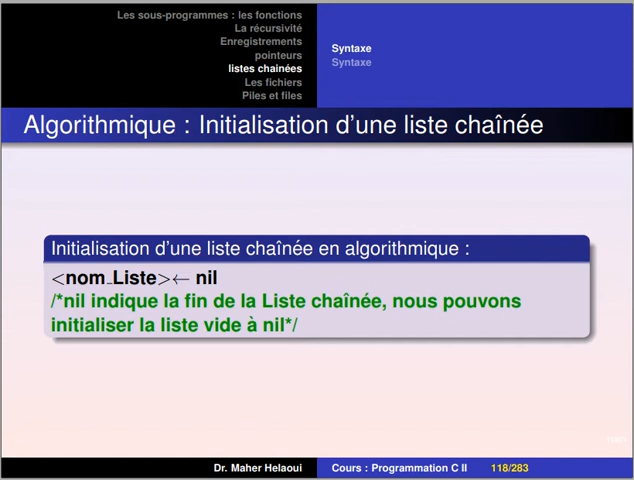 Les sous-programmes : les fonctions
La récursivité
Enregistrements
pointeurs
listes chainées
Les fichiers
Piles et files
Syntaxe
Syntaxe
Algorithmique : Initialisation d'une liste chaînée
Initialisation d'une liste chaînée en algorithmique :
<nom_Liste>← nil
/*nil indique la fin de la Liste chaînée, nous pouvons
initialiser la liste vide à nil*/
Dr. Maher Helaoui
Cours : Programmation C II
118/283